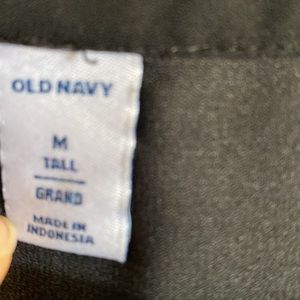 OLD NAVY
M
TALL
GRAND
MADE IN
INDONESIA